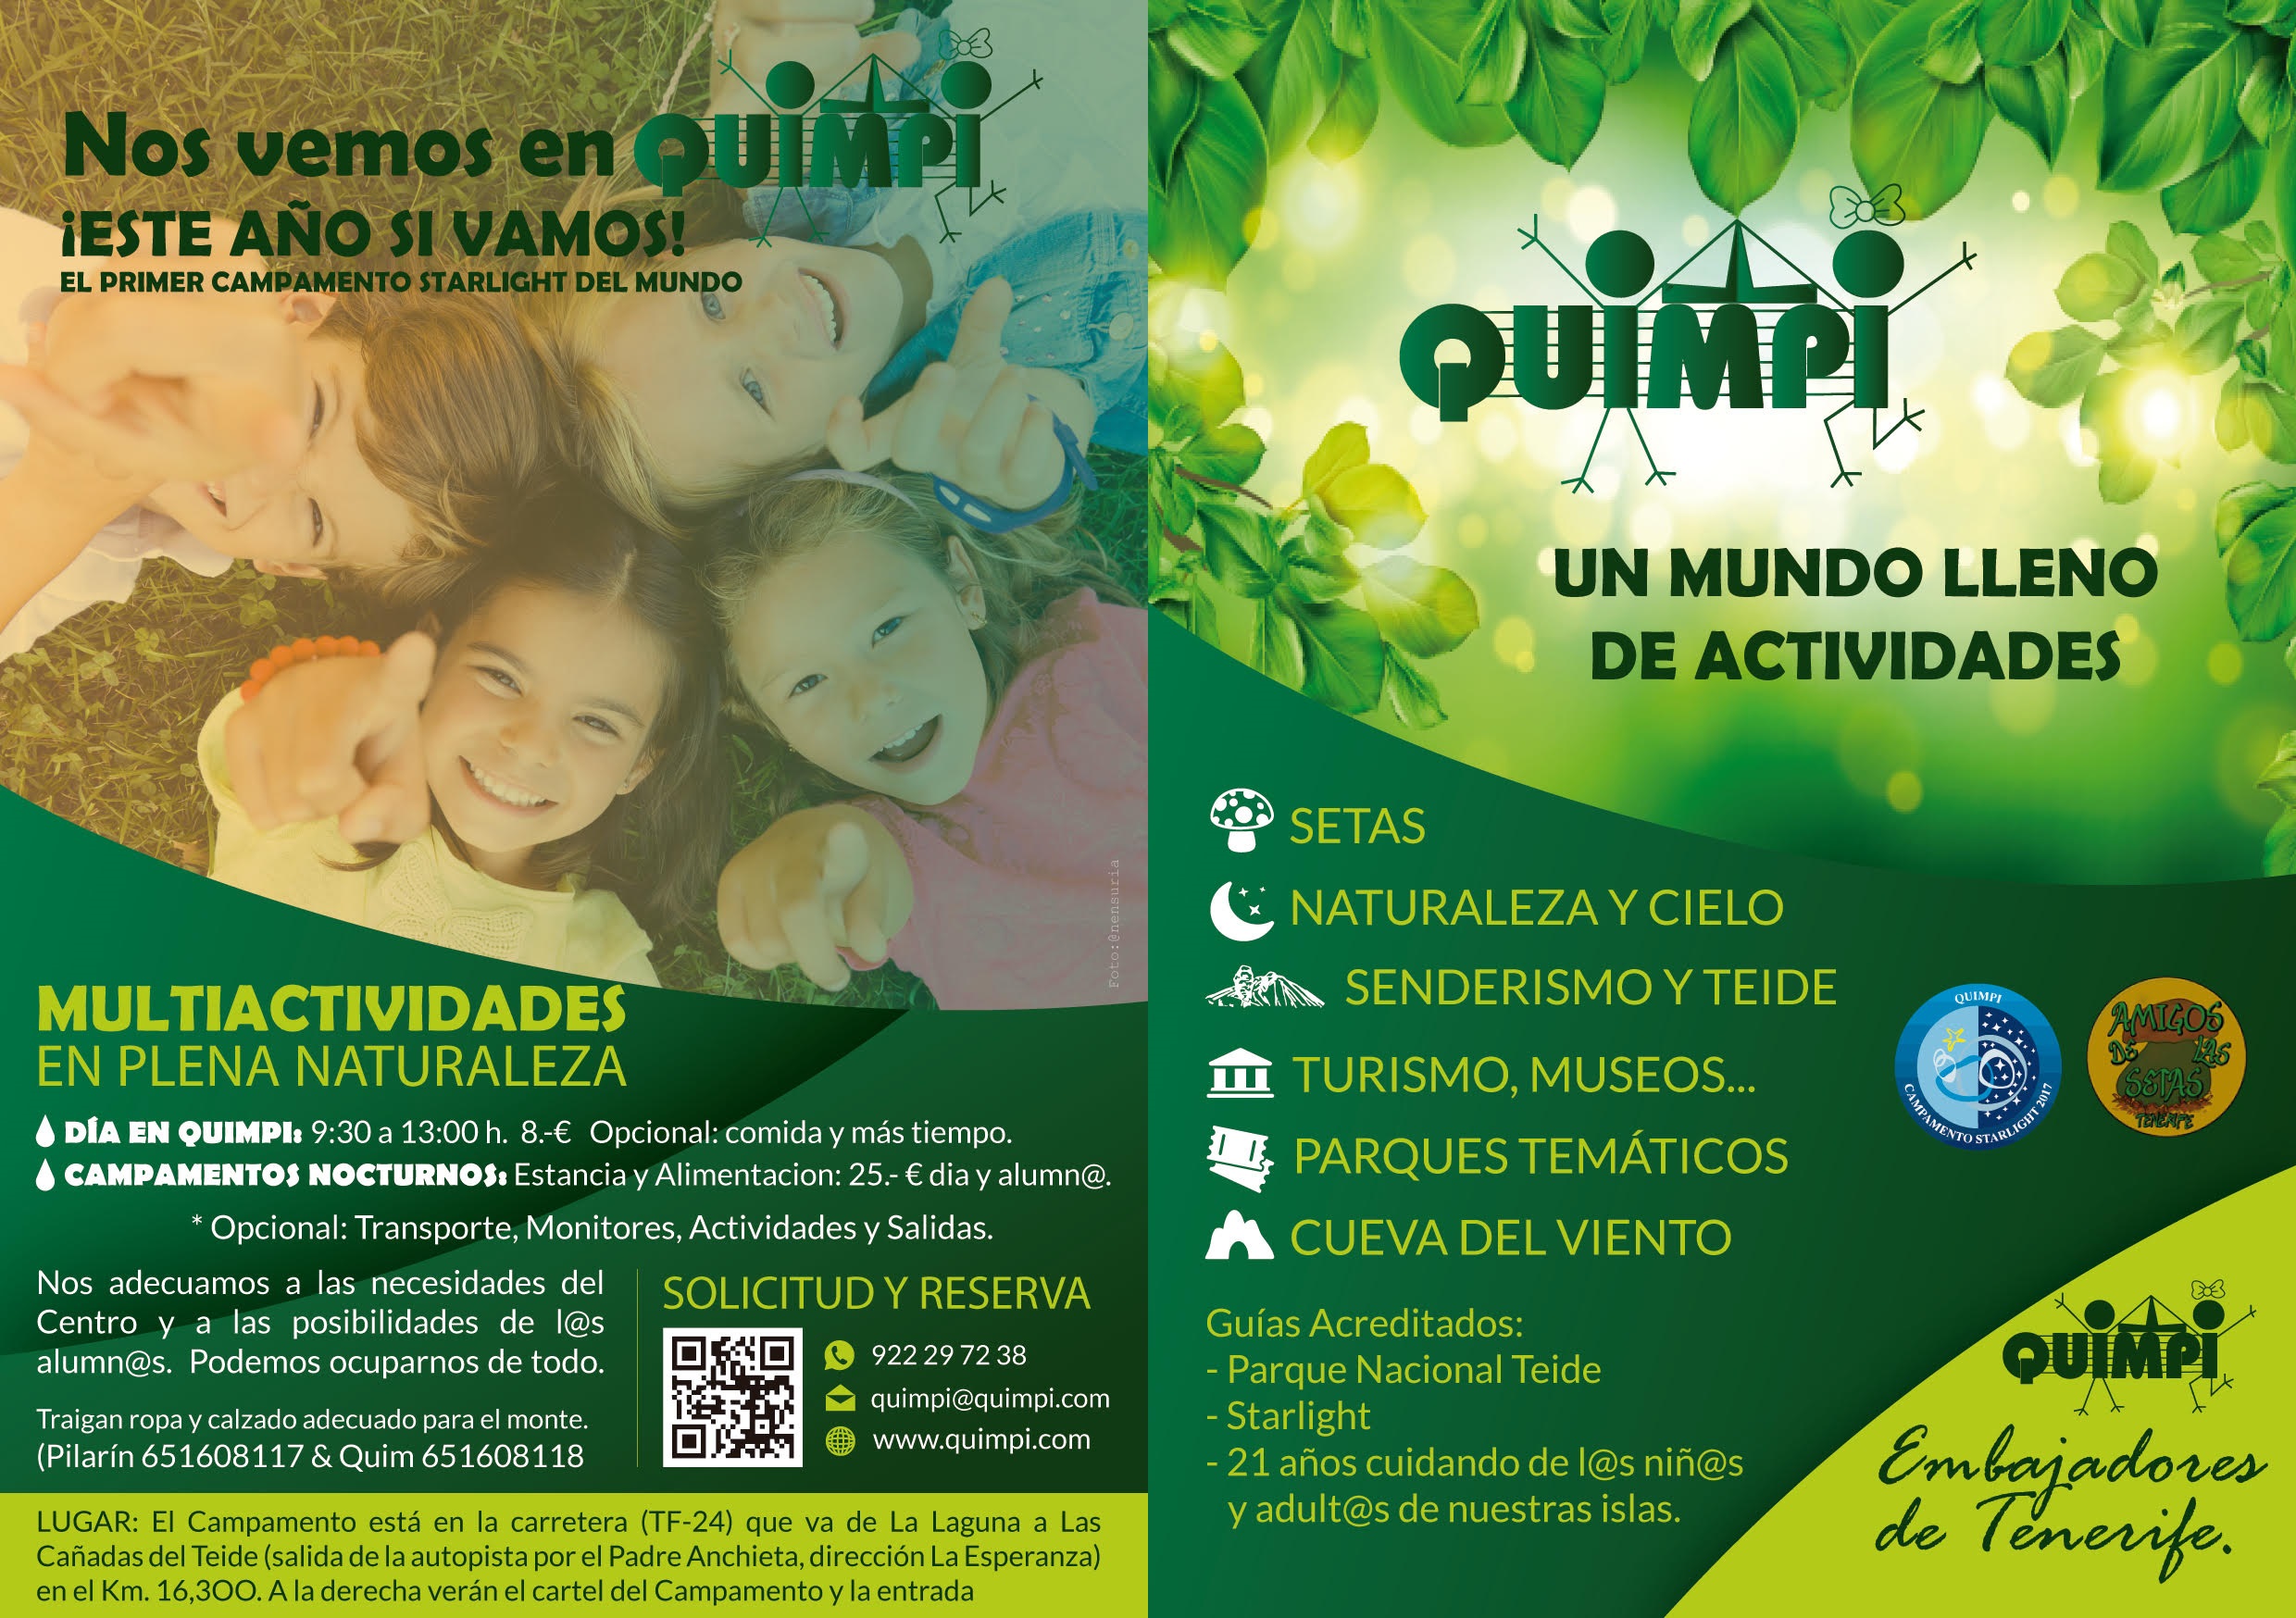 Nos vemos en QUIMPI
¡ESTE AÑO SI VAMOS!
EL PRIMER CAMPAMENTO STARLIGHT DEL MUNDO
Foto:@nensuria
MULTIACTIVIDADES
EN PLENA NATURALEZA
DÍA EN QUIMPI: 9:30 a 13:00 h. 8.-€ Opcional: comida y más tiempo.
CAMPAMENTOS NOCTURNOS: Estancia y Alimentacion: 25.- € dia y alumn@.
* Opcional: Transporte, Monitores, Actividades y Salidas.
Nos adecuamos a las necesidades del
Centro y a las posibilidades de l@s
alumn@s. Podemos ocuparnos de todo.
Traigan ropa y calzado adecuado para el monte.
(Pilarín 651608117 & Quim 651608118
SOLICITUD Y RESERVA
922 29 72 38
quimpi@quimpi.com
www.quimpi.com
LUGAR: El Campamento está en la carretera (TF-24) que va de La Laguna a Las
Cañadas del Teide (salida de la autopista por el Padre Anchieta, dirección La Esperanza)
en el Km. 16,3OO. A la derecha verán el cartel del Campamento y la entrada
QUIMPI
UN MUNDO LLENO
DE ACTIVIDADES
SETAS
NATURALEZA Y CIELO
SENDERISMO Y TEIDE
TURISMO, MUSEOS...
PARQUES TEMÁTICOS
CUEVA DEL VIENTO
QUIMPI
CAMPAMENTO STARLIGHT 2017
AMIGOS
DE LAS
SETAS
TENERIFE
Guías Acreditados:
- Parque Nacional Teide
- Starlight
- 21 años cuidando de l@s niñ@s
y adult@s de nuestras islas.
QUIMPI
Embajadores
de Tenerife.